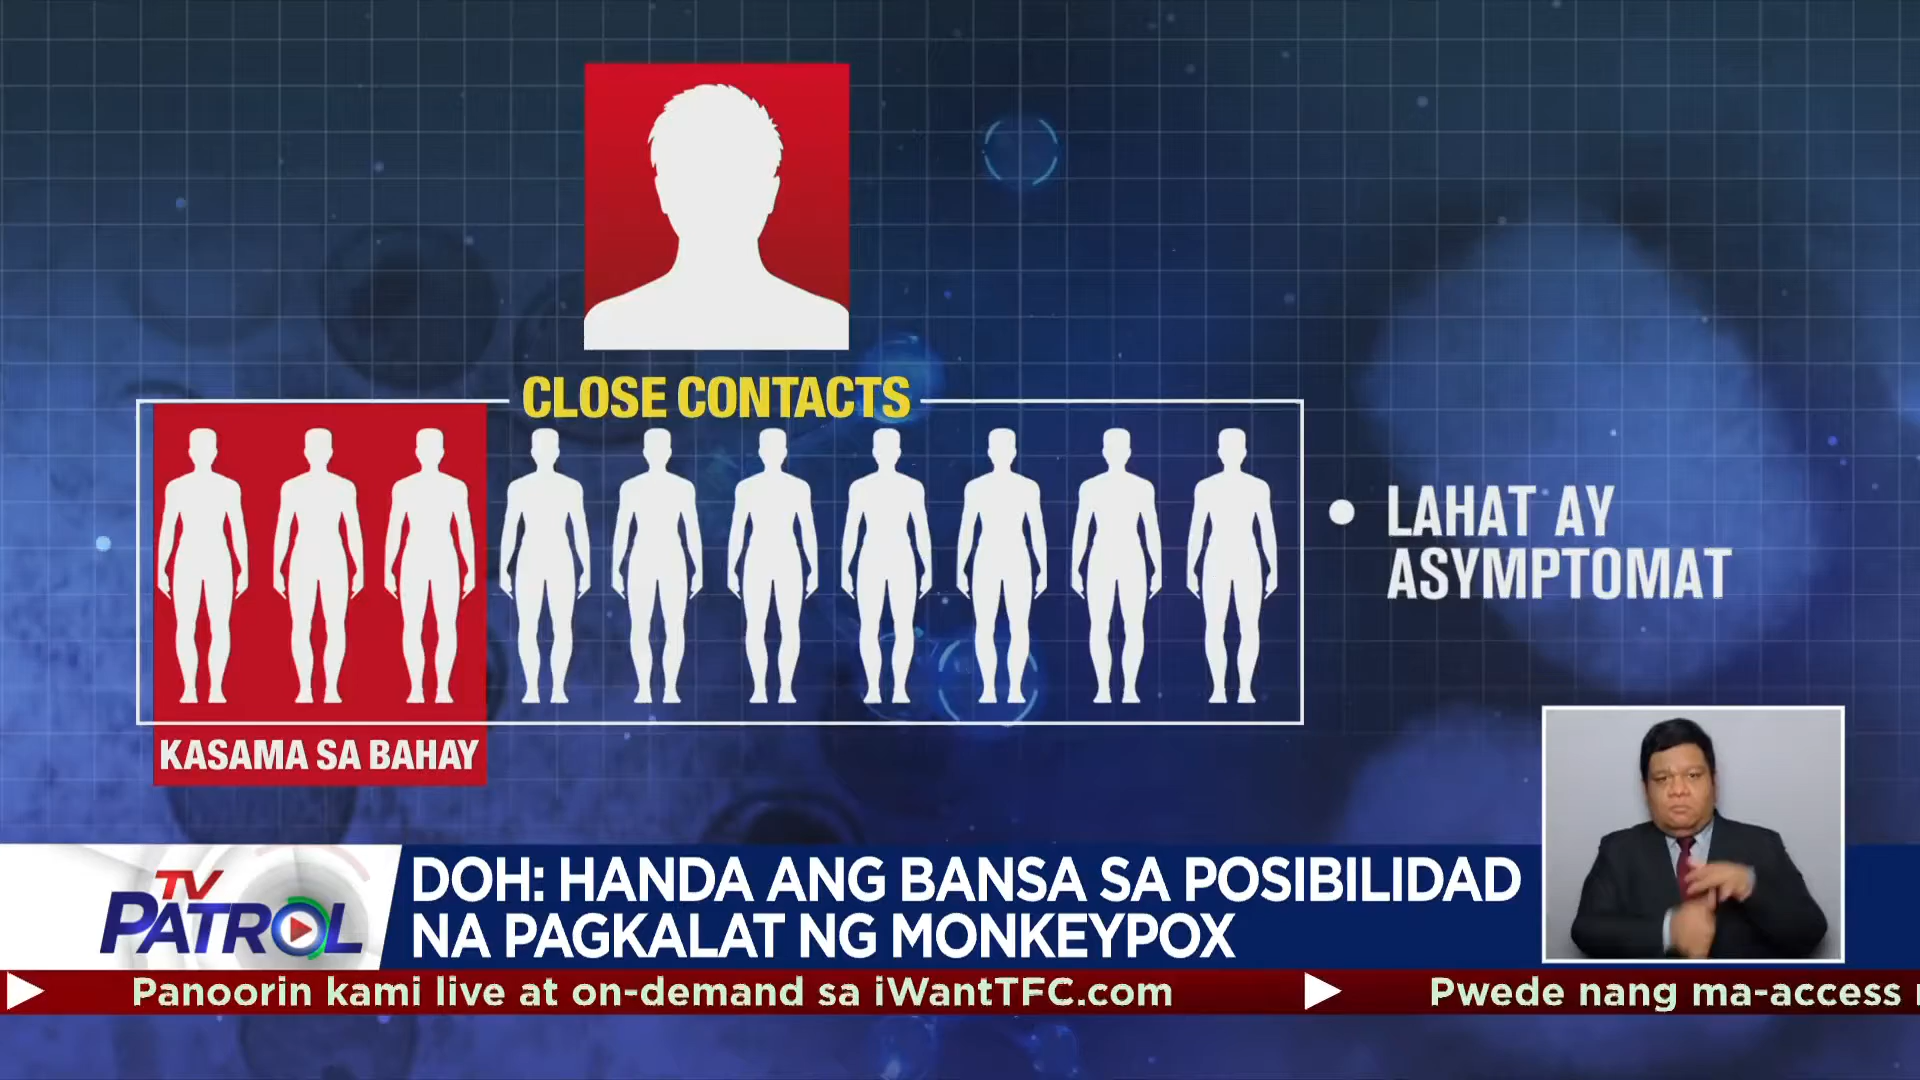 CLOSE CONTACTS
LAHAT AY
ASYMPTOMAT
KASAMA SA BAHAY
TV
PATROL
DOH: HANDA ANG BANSA SA POSIBILIDAD
NA PAGKALAT NG MONKEYPOX
Panoorin kami live at on-demand sa iWantTFC.com
Pwede nang ma-access